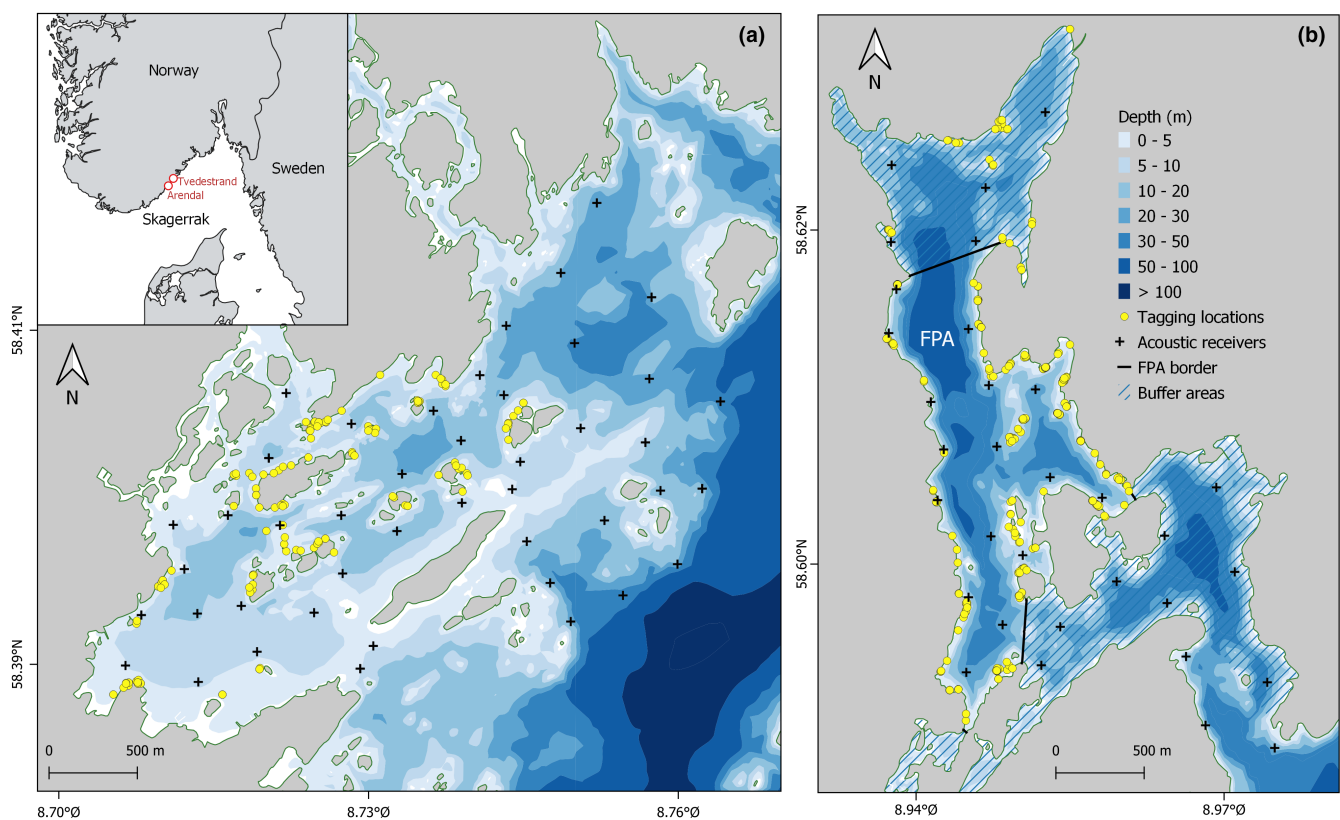 (a)
Norway
Sweden
Tvedestrand
Arendal
Skagerrak
N
58.41°N
58.39°N
0 500 m
8.70°Ø 8.73°Ø 8.76°Ø
(b)
N
Depth (m)
0 - 5
5 - 10
10 - 20
20 - 30
30 - 50
50 - 100
> 100
Tagging locations
Acoustic receivers
FPA border
Buffer areas
FPA
58.62°N
58.60°N
0 500 m
8.94°Ø 8.97°Ø